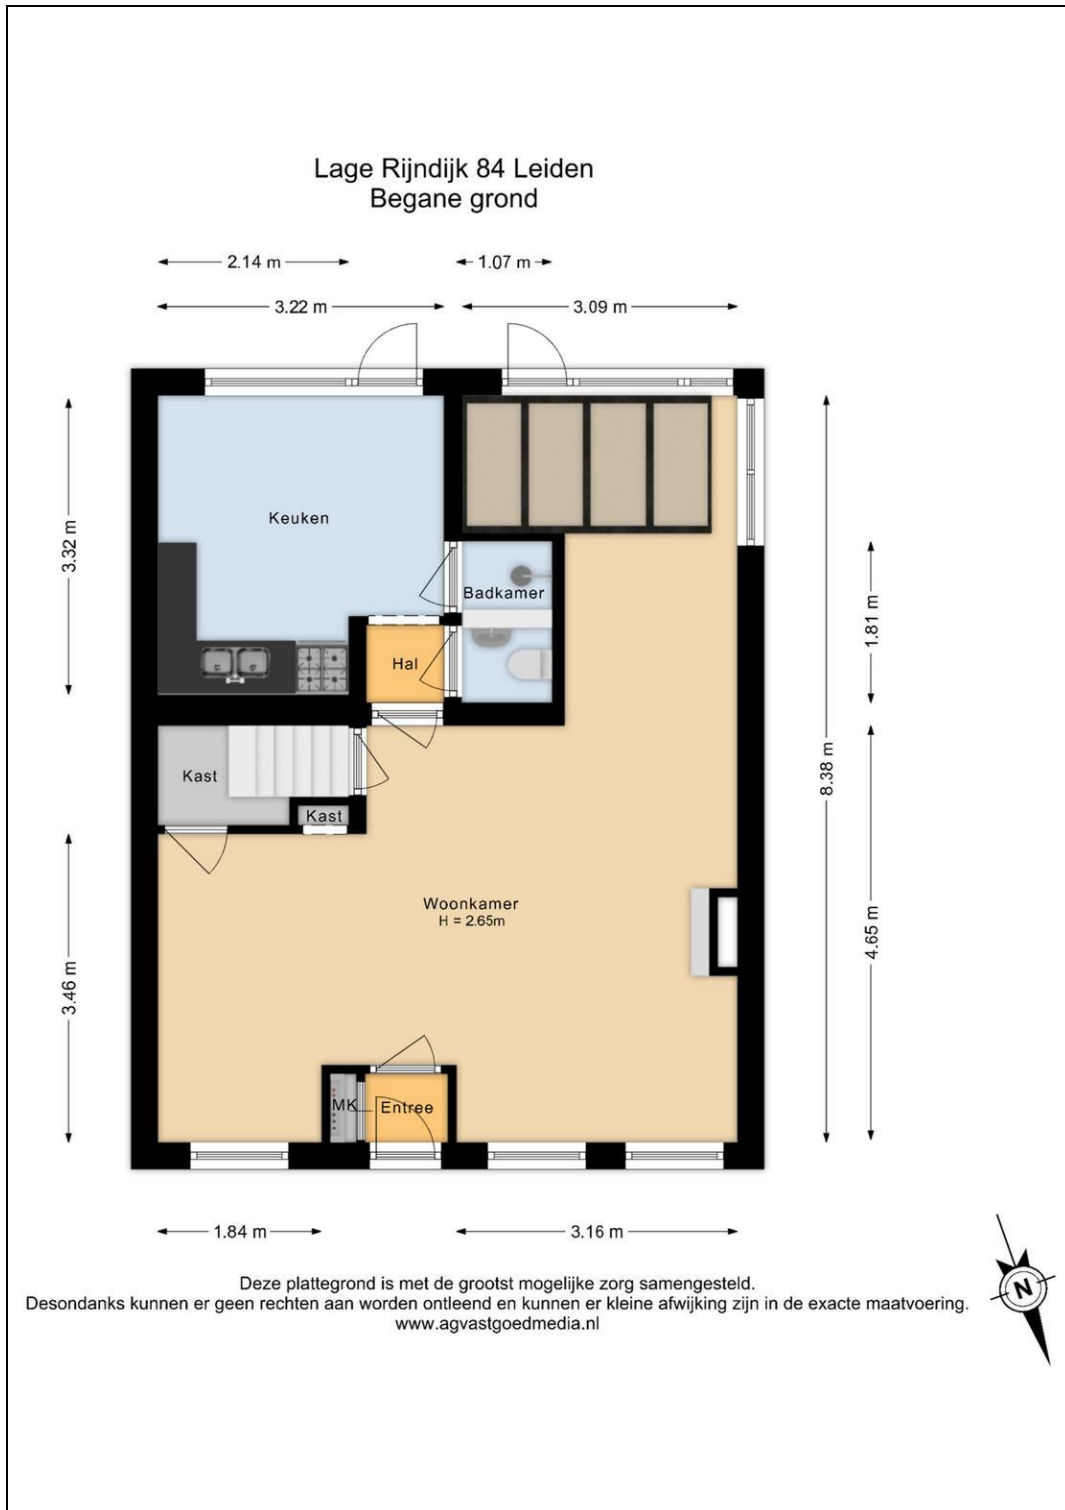 Lage Rijndijk 84 Leiden
Begane grond
2.14 m
1.07 m
3.22 m
3.09 m
Keuken
3.32 m
Badkamer
1.81 m
Hal
8.38 m
Kast
Kast
Woonkamer
H = 2.65m
4.65 m
3.46 m
MK
Entree
1.84 m
3.16 m
Deze plattegrond is met de grootst mogelijke zorg samengesteld.
Desondanks kunnen er geen rechten aan worden ontleend en kunnen er kleine afwijking zijn in de exacte maatvoering.
www.agvastgoedmedia.nl
N